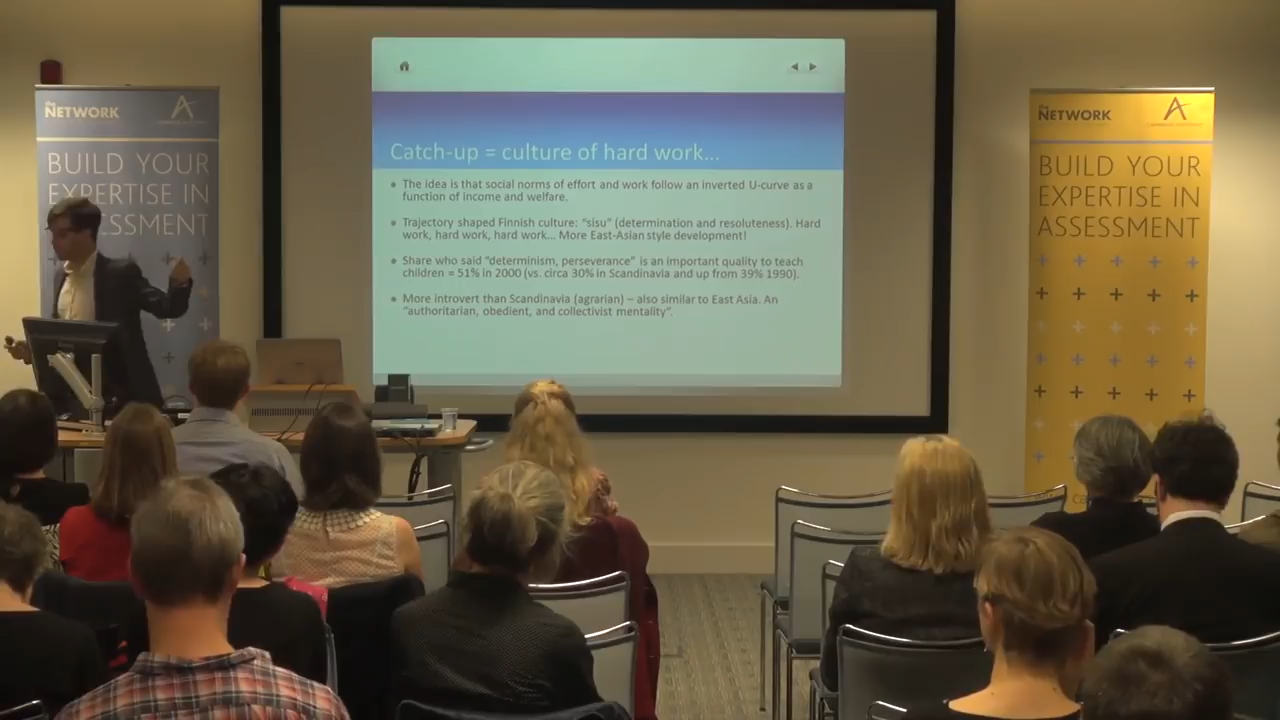 the
NETWORK
BUILD YOUR
EXPERTISE IN
ASSESSMENT
Catch-up = culture of hard work...
• The idea is that social norms of effort and work follow an inverted U-curve as a
function of income and welfare.
• Trajectory shaped Finnish culture: "sisu" (determination and resoluteness). Hard
work, hard work, hard work... More East-Asian style development!
• Share who said "determinism, perseverance" is an important quality to teach
children = 51% in 2000 (vs. circa 30% in Scandinavia and up from 39% 1990).
• More introvert than Scandinavia (agrarian) – also similar to East Asia. An
"authoritarian, obedient, and collectivist mentality".
the
NETWORK
BUILD YOUR
EXPERTISE IN
ASSESSMENT